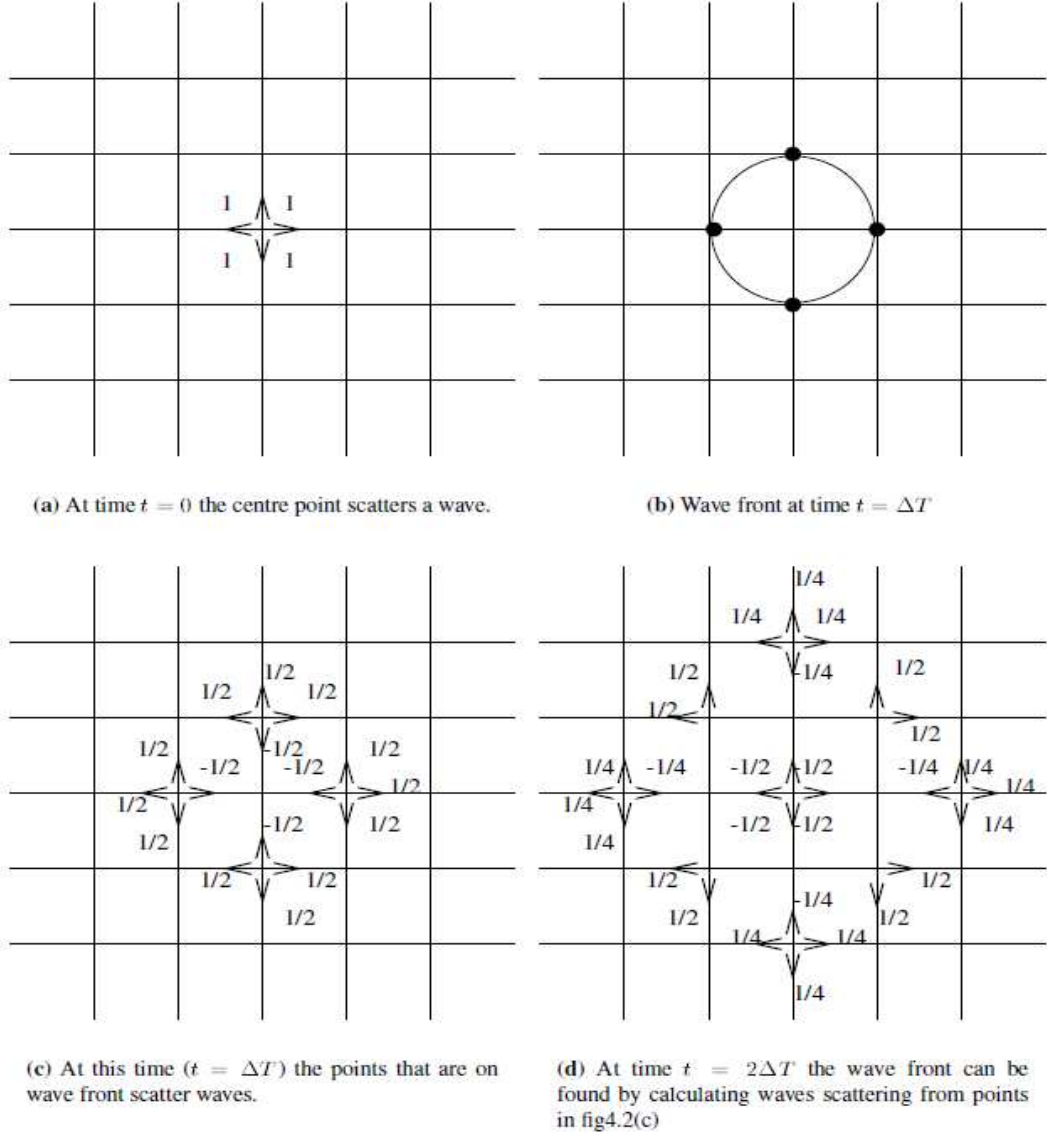 1 1
1 1
(a) At time t = 0 the centre point scatters a wave.
(b) Wave front at time t = ΔT
1/2
1/2 1/2
1/2 -1/2 1/2
-1/2 -1/2
1/2 1/2
1/2 -1/2 1/2
1/2 1/2
1/2
(c) At this time (t = ΔT) the points that are on
wave front scatter waves.
1/4
1/4 1/4
1/2 -1/4 1/2
1/2 1/2
1/4 -1/4 -1/2 -1/2 -1/4 1/4
1/4 1/4
1/4 -1/2 -1/2 1/4
1/2 1/2
1/2 -1/4 1/2
1/4 1/4
1/4
(d) At time t = 2ΔT the wave front can be
found by calculating waves scattering from points
in fig4.2(c)